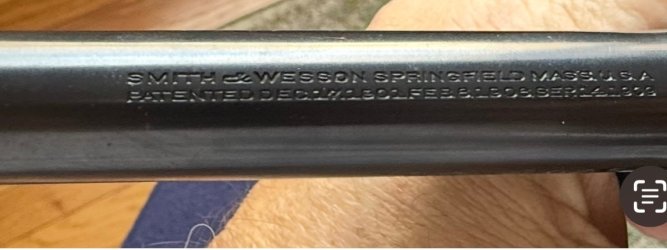 SMITH & WESSON SPRINGFIELD MASS. U.S.A.
PATENTED DEC.17.1901.FEB.6.1906.SEP.14.1909